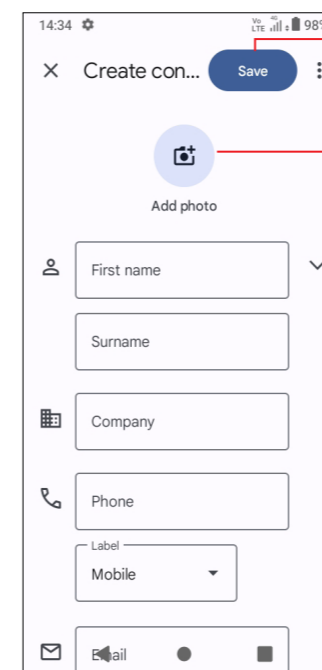 14:34 Vo LTE 4G 98%
Create con... Save
Add photo
First name
Surname
Company
Phone
Label
Mobile
Email